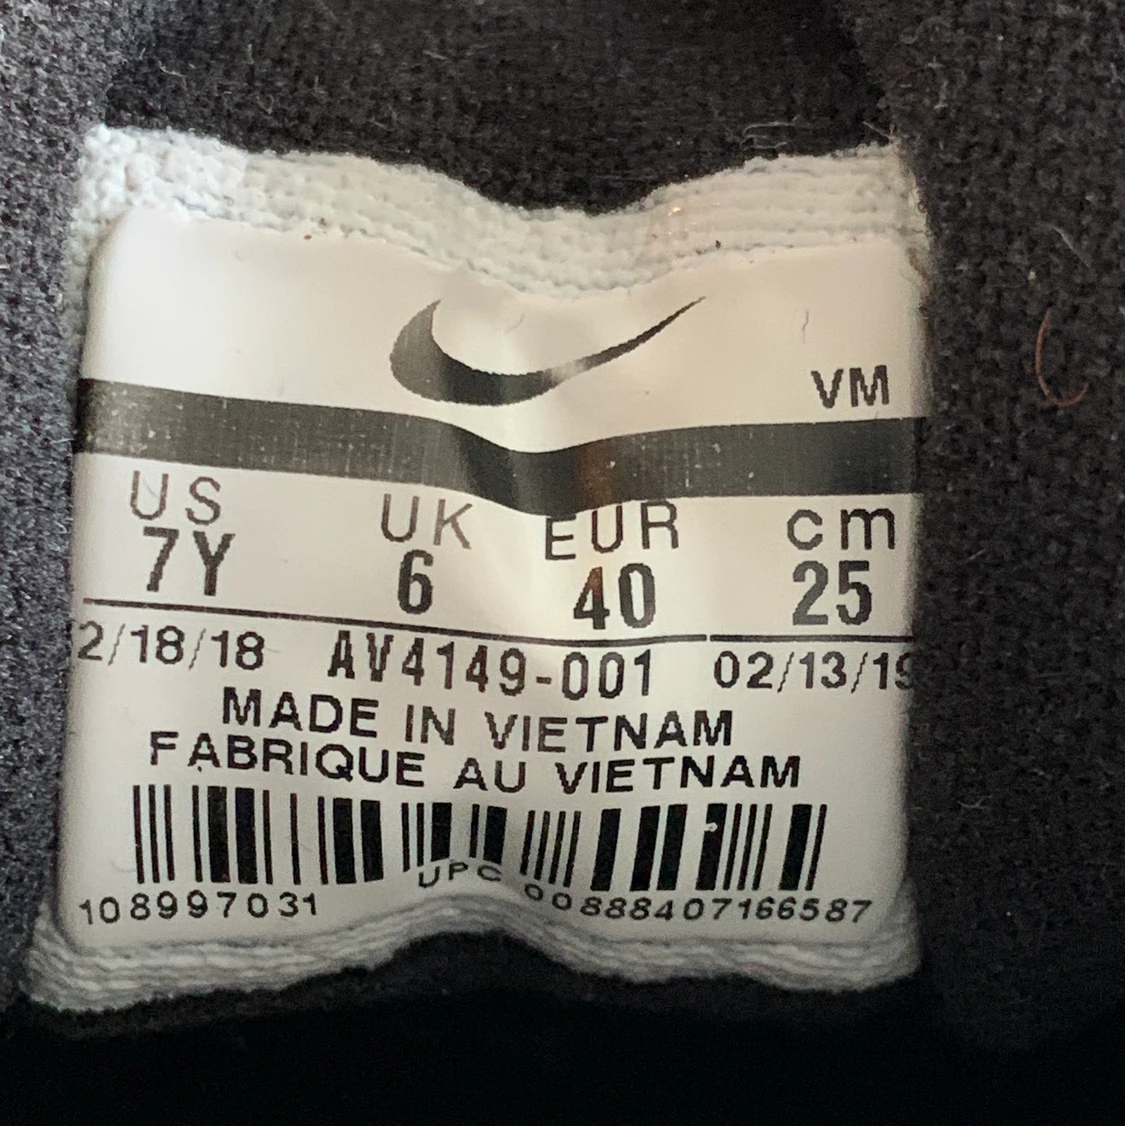 VM
US UK EUR cm
7Y 6 40 25
2/18/18 AV4149-001 02/13/19
MADE IN VIETNAM
FABRIQUE AU VIETNAM
108997031 UPC 00888407166587